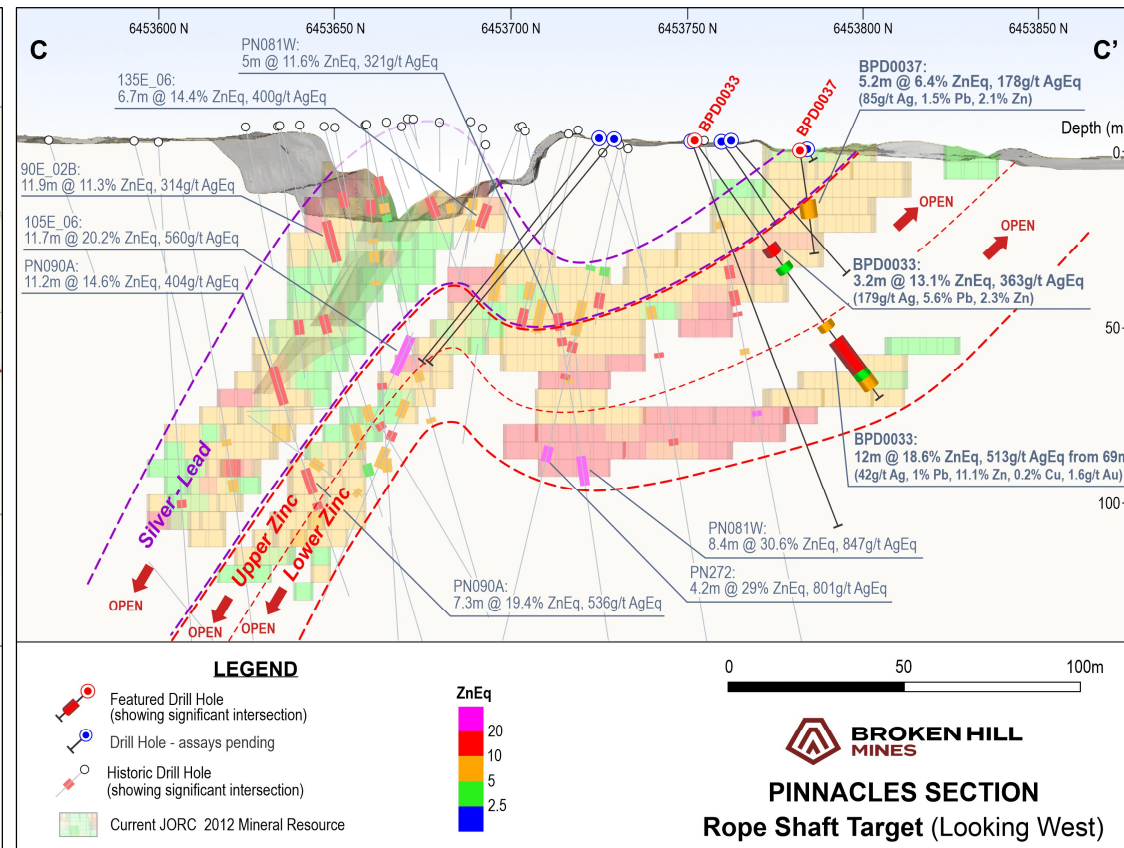 6453600 N
6453650 N
6453700 N
6453750 N
6453800 N
6453850 N
C
C'
PN081W:
5m @ 11.6% ZnEq, 321g/t AgEq
135E_06:
6.7m @ 14.4% ZnEq, 400g/t AgEq
BPD0033
BPD0037
BPD0037:
5.2m @ 6.4% ZnEq, 178g/t AgEq
(85g/t Ag, 1.5% Pb, 2.1% Zn)
Depth (m
0
90E_02B:
11.9m @ 11.3% ZnEq, 314g/t AgEq
105E_06:
11.7m @ 20.2% ZnEq, 560g/t AgEq
PN090A:
11.2m @ 14.6% ZnEq, 404g/t AgEq
OPEN
OPEN
BPD0033:
3.2m @ 13.1% ZnEq, 363g/t AgEq
(179g/t Ag, 5.6% Pb, 2.3% Zn)
50
BPD0033:
12m @ 18.6% ZnEq, 513g/t AgEq from 69m
(42g/t Ag, 1% Pb, 11.1% Zn, 0.2% Cu, 1.6g/t Au)
100
Silver - Lead
Upper Zinc
Lower Zinc
PN081W:
8.4m @ 30.6% ZnEq, 847g/t AgEq
PN272:
4.2m @ 29% ZnEq, 801g/t AgEq
PN090A:
7.3m @ 19.4% ZnEq, 536g/t AgEq
OPEN
OPEN
OPEN
LEGEND
Featured Drill Hole
(showing significant intersection)
Drill Hole - assays pending
Historic Drill Hole
(showing significant intersection)
Current JORC 2012 Mineral Resource
ZnEq
20
10
5
2.5
0
50
100m
BROKEN HILL
MINES
PINNACLES SECTION
Rope Shaft Target (Looking West)